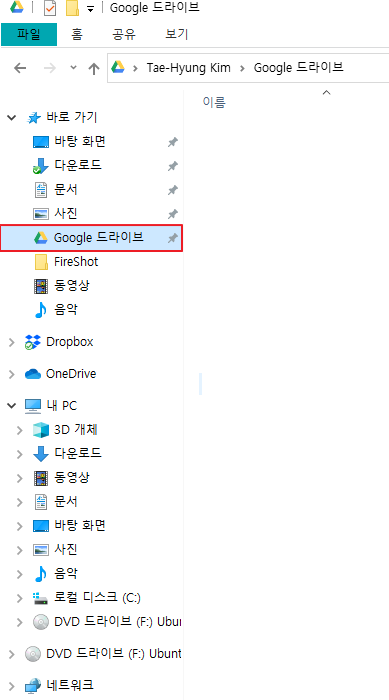 Google 드라이브
파일 홈 공유 보기
Tae-Hyung Kim > Google 드라이브
이름
바로 가기
바탕 화면
다운로드
문서
사진
Google 드라이브
FireShot
동영상
음악
Dropbox
OneDrive
내 PC
3D 개체
다운로드
동영상
문서
바탕 화면
사진
음악
로컬 디스크 (C:)
DVD 드라이브 (F:) Ubun
DVD 드라이브 (F:) Ubunt
네트워크